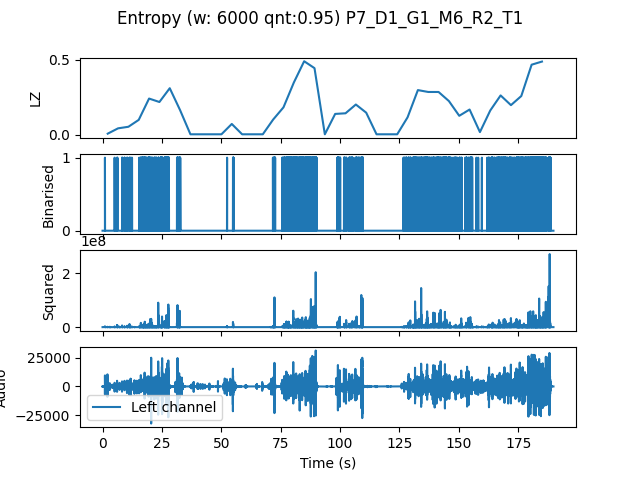 Entropy (w: 6000 qnt:0.95) P7_D1_G1_M6_R2_T1
0.5
LZ
0.0
1
Binarised
0
1e8
2
Squared
0
25000
0
Audio
−25000
Left channel
0 25 50 75 100 125 150 175
Time (s)